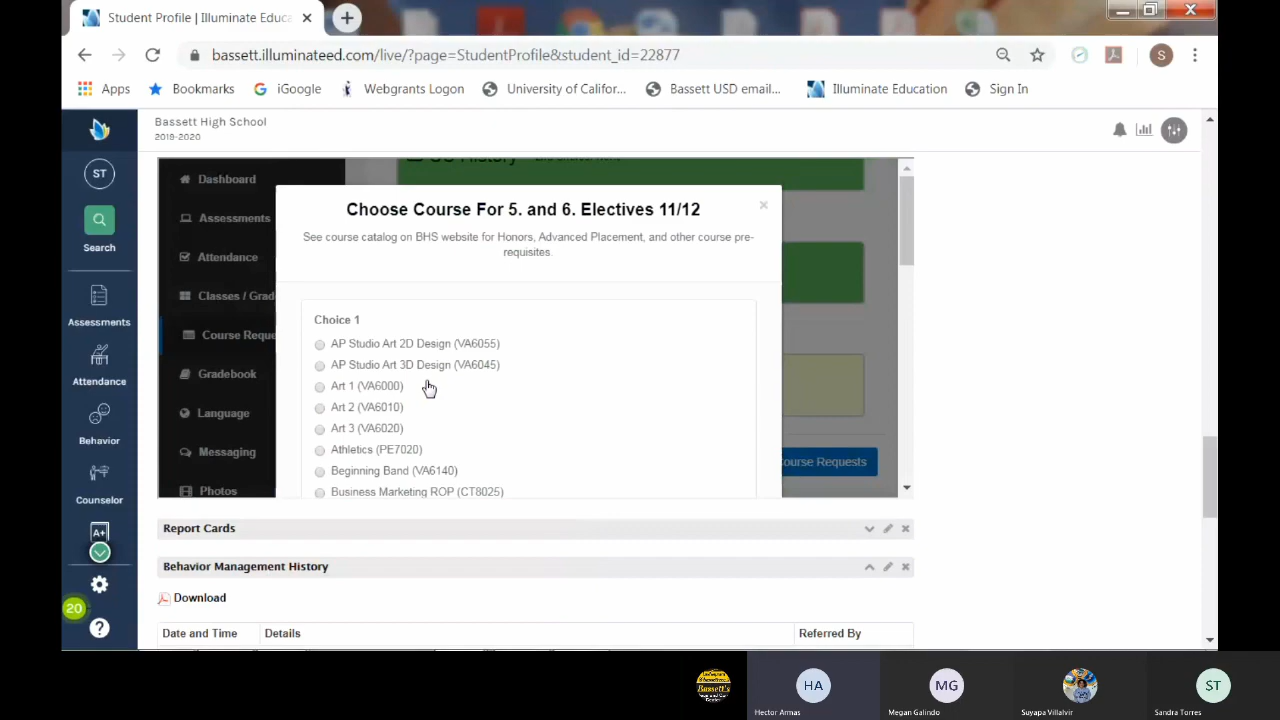 Student Profile | Illuminate Educa
bassett.illuminateed.com/live/?page=StudentProfile&student_id=22877
S
Apps
Bookmarks
iGoogle
Webgrants Logon
University of Califor...
Bassett USD email...
Illuminate Education
Sign In
Bassett High School
2019-2020
ST
Search
Assessments
Attendance
Behavior
Counselor
A+
20
?
Dashboard
Assessments
Attendance
Classes / Grad
Course Reque
Gradebook
Language
Messaging
Photos
Choose Course For 5. and 6. Electives 11/12
See course catalog on BHS website for Honors, Advanced Placement, and other course pre-
requisites.
Choice 1
AP Studio Art 2D Design (VA6055)
AP Studio Art 3D Design (VA6045)
Art 1 (VA6000)
Art 2 (VA6010)
Art 3 (VA6020)
Athletics (PE7020)
Beginning Band (VA6140)
Business Marketing ROP (CT8025)
Course Requests
Report Cards
Behavior Management History
Download
Date and Time
Details
Referred By
Bassett's
HA
Hector Armas
MG
Megan Galindo
Suyapa Villalvir
ST
Sandra Torres